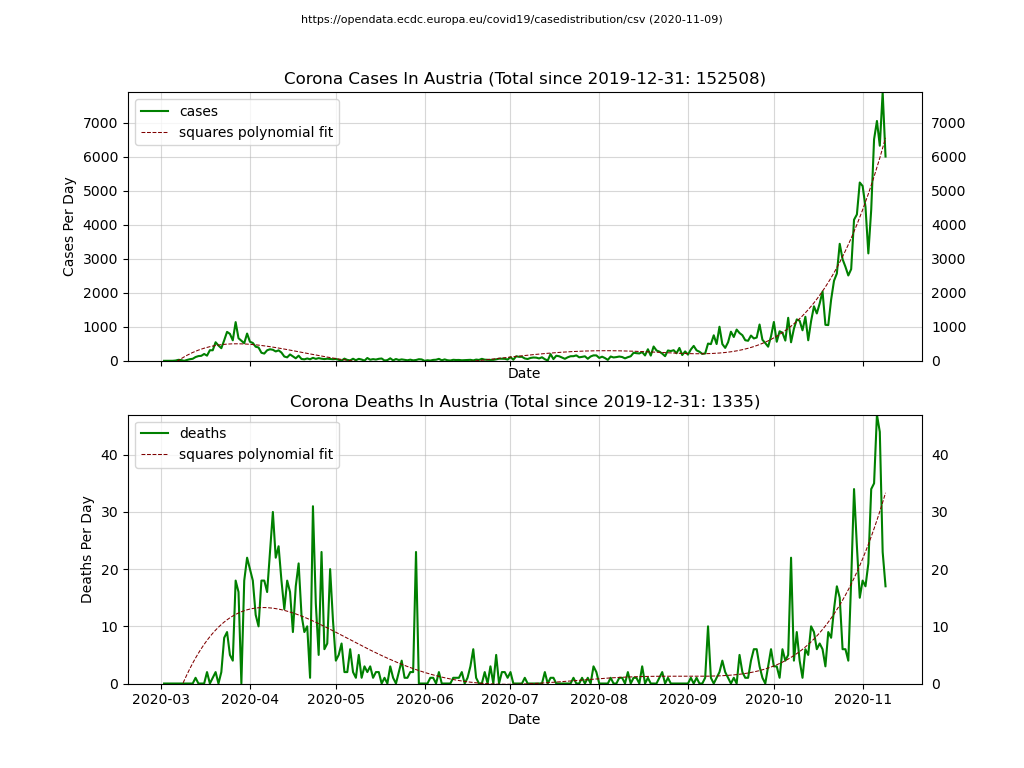 https://opendata.ecdc.europa.eu/covid19/casedistribution/csv (2020-11-09)
Corona Cases In Austria (Total since 2019-12-31: 152508)
cases
squares polynomial fit
Cases Per Day
7000
6000
5000
4000
3000
2000
1000
0
7000
6000
5000
4000
3000
2000
1000
0
Date
Corona Deaths In Austria (Total since 2019-12-31: 1335)
deaths
squares polynomial fit
Deaths Per Day
40
30
20
10
0
40
30
20
10
0
2020-03 2020-04 2020-05 2020-06 2020-07 2020-08 2020-09 2020-10 2020-11
Date